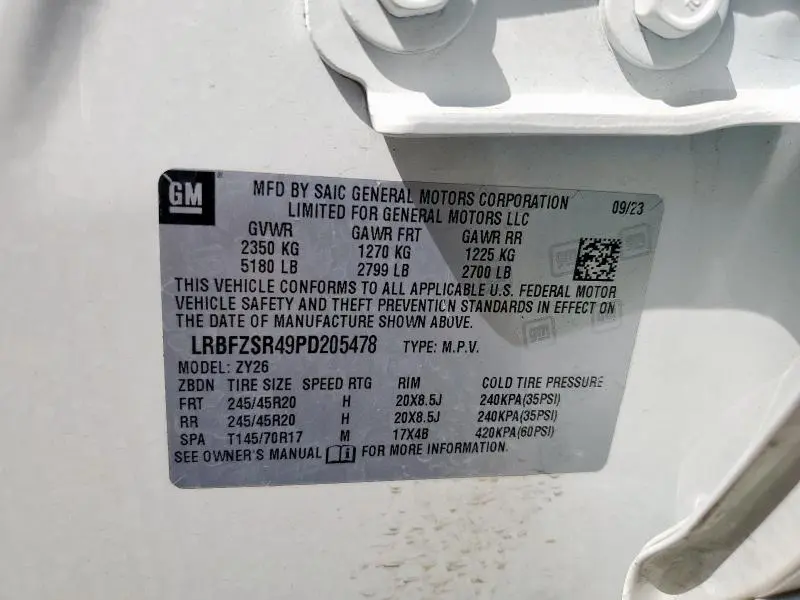 GM ® MFD BY SAIC GENERAL MOTORS CORPORATION 09/23
LIMITED FOR GENERAL MOTORS LLC
GVWR GAWR FRT GAWR RR
2350 KG 1270 KG 1225 KG
5180 LB 2799 LB 2700 LB
THIS VEHICLE CONFORMS TO ALL APPLICABLE U.S. FEDERAL MOTOR
VEHICLE SAFETY AND THEFT PREVENTION STANDARDS IN EFFECT ON
THE DATE OF MANUFACTURE SHOWN ABOVE.
LRBFZSR49PD205478 TYPE: M.P.V.
MODEL: ZY26
ZBDN TIRE SIZE SPEED RTG RIM COLD TIRE PRESSURE
FRT 245/45R20 H 20X8.5J 240KPA(35PSI)
RR 245/45R20 H 20X8.5J 240KPA(35PSI)
SPA T145/70R17 M 17X4B 420KPA(60PSI)
SEE OWNER'S MANUAL i FOR MORE INFORMATION.